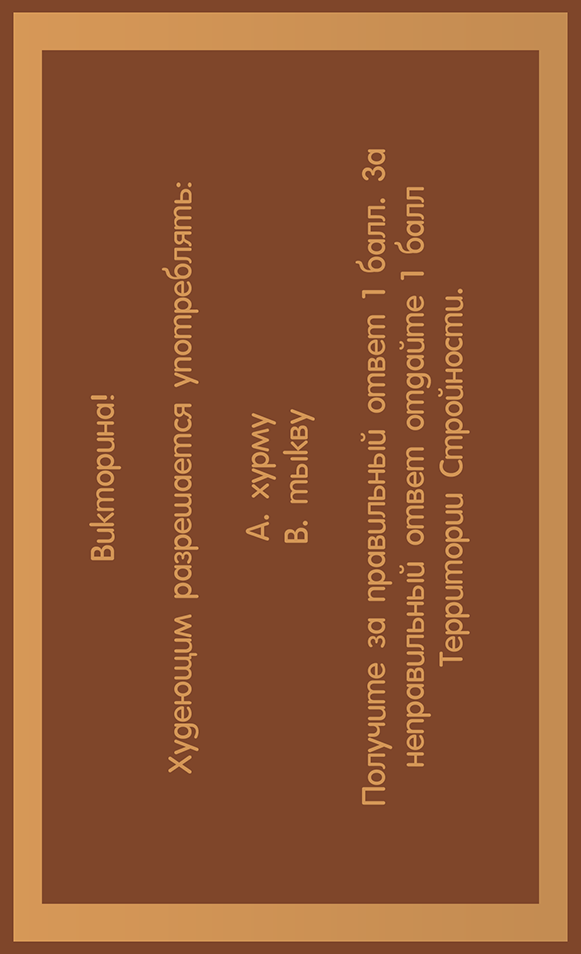 Викторина!
Худеющим разрешается употреблять:
А. хурму
В. тыкву
Получите за правильный ответ 1 балл. За
неправильный ответ отдайте 1 балл
Территории Стройности.